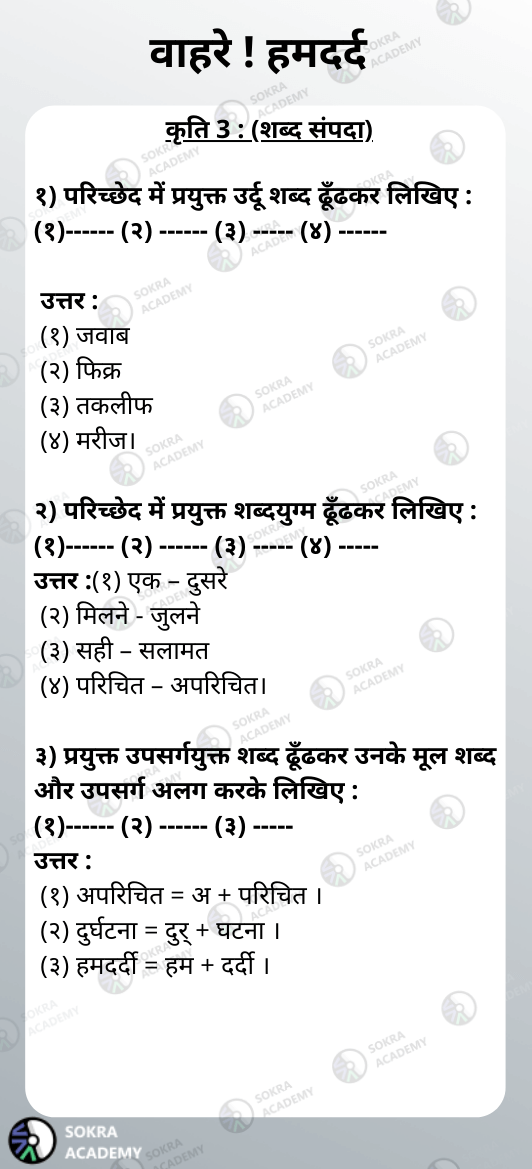 वाहरे ! हमदर्द
कृति 3 : (शब्द संपदा)
१) परिच्छेद में प्रयुक्त उर्दू शब्द ढूँढकर लिखिए :
(१)------ (२) ------ (३) ----- (४) ------
उत्तर :
(१) जवाब
(२) फिक्र
(३) तकलीफ
(४) मरीज।
२) परिच्छेद में प्रयुक्त शब्दयुग्म ढूँढकर लिखिए :
(१)------ (२) ------ (३) ----- (४) -----
उत्तर :(१) एक – दुसरे
(२) मिलने - जुलने
(३) सही – सलामत
(४) परिचित – अपरिचित।
३) प्रयुक्त उपसर्गयुक्त शब्द ढूँढकर उनके मूल शब्द
और उपसर्ग अलग करके लिखिए :
(१)------ (२) ------ (३) -----
उत्तर :
(१) अपरिचित = अ + परिचित ।
(२) दुर्घटना = दुर् + घटना ।
(३) हमदर्दी = हम + दर्दी ।
SOKRA
ACADEMY